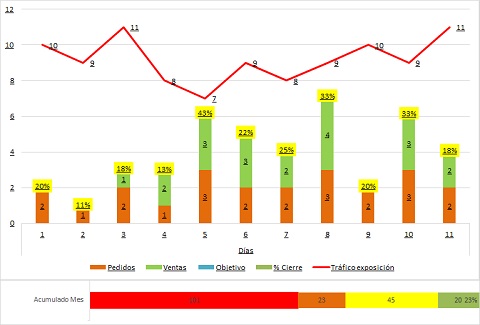 12
11 11
10 10 10
9 9 9 9
8 8 8
7
6 43% 33% 33%
22%
4 25%
18% 13% 18%
20% 20%
2 11%
1 2 3 3 2 4 3 2
2 1 2 1 3 2 2 3 2 3 2
0
1 2 3 4 5 6 7 8 9 10 11
Días
Pedidos Ventas Objetivo % Cierre Tráfico exposición
Acumulado Mes 101 23 45 20 23%